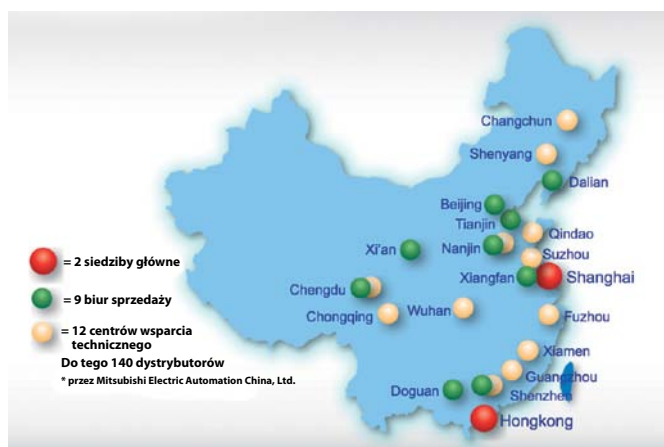 Changchun
Shenyang
Dalian
Beijing
Tianjin
Qindao
Xi'an
Nanjin
Suzhou
Xiangfan
Shanghai
Chengdu
Chongqing
Wuhan
Fuzhou
Xiamen
Guangzhou
Doguan
Shenzhen
Hongkong
= 2 siedziby główne
= 9 biur sprzedaży
= 12 centrów wsparcia
technicznego
Do tego 140 dystrybutorów
* przez Mitsubishi Electric Automation China, Ltd.